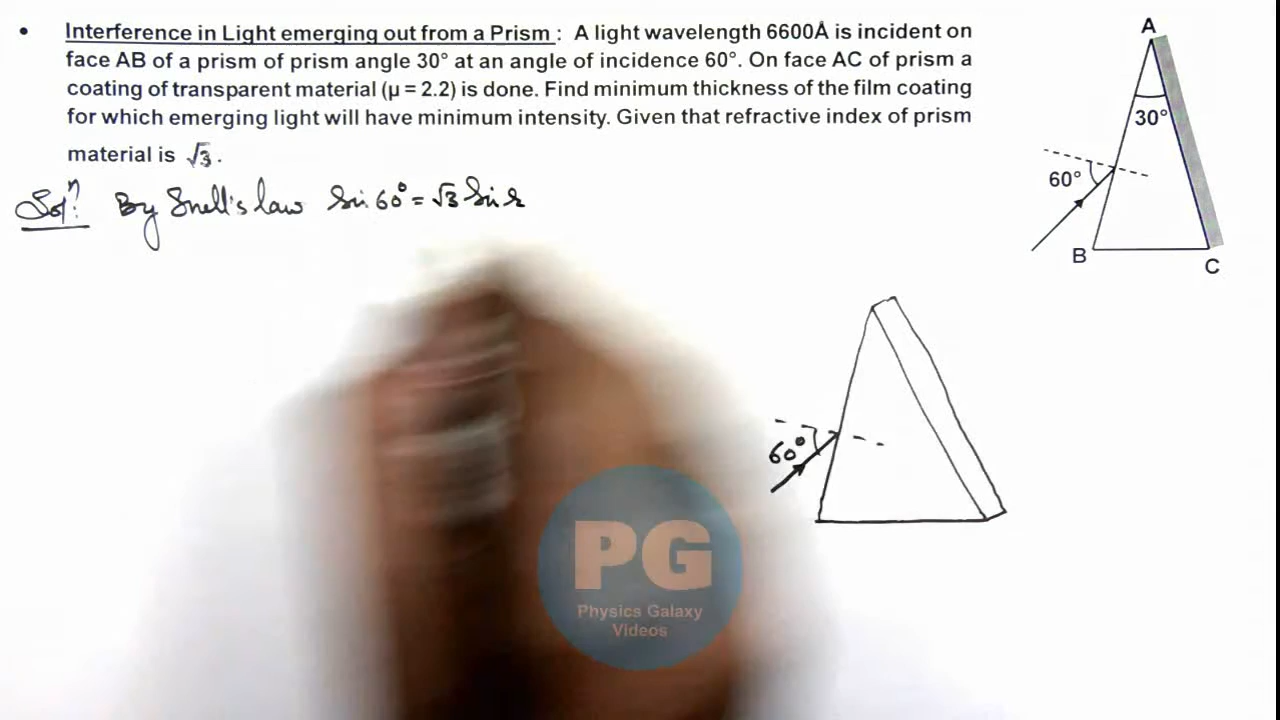 • Interference in Light emerging out from a Prism : A light wavelength 6600Å is incident on
face AB of a prism of prism angle 30° at an angle of incidence 60°. On face AC of prism a
coating of transparent material (μ = 2.2) is done. Find minimum thickness of the film coating
for which emerging light will have minimum intensity. Given that refractive index of prism
material is √3 .
Solⁿ: By Snell's law Sin 60° = √3 Sin r
A
30°
60°
B
C
60°
PG
Physics Galaxy
Videos